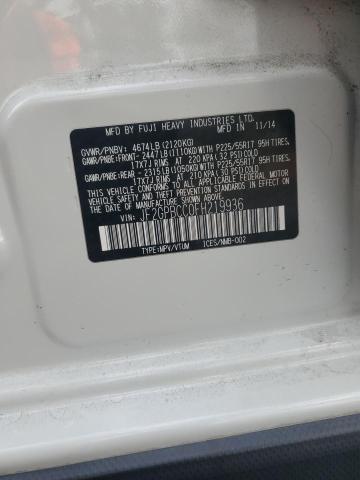 MFD BY FUJI HEAVY INDUSTRIES LTD. MFD IN 11/14
GVWR/PNBV: 4674LB (2120KG)
GAWR/PNBE: FRONT- 2447LB(1110KG)WITH P225/55R17 95H TIRES
17X7J RIMS AT 220 KPA( 32 PSI)COLD
GAWR/PNBE: REAR - 2315LB(1050KG)WITH P225/55R17 95H TIRES
17X7J RIMS AT 210 KPA( 30 PSI)COLD
THIS VEHICLE CONFORMS TO ALL APPLICABLE FEDERAL MOTOR
VEHICLE SAFETY STANDARDS IN EFFECT ON THE DATE OF
MANUFACTURE SHOWN ABOVE.
VIN: JF2GPBCC0FH219936
TYPE:MPV/VTUM ICES/NMB-002